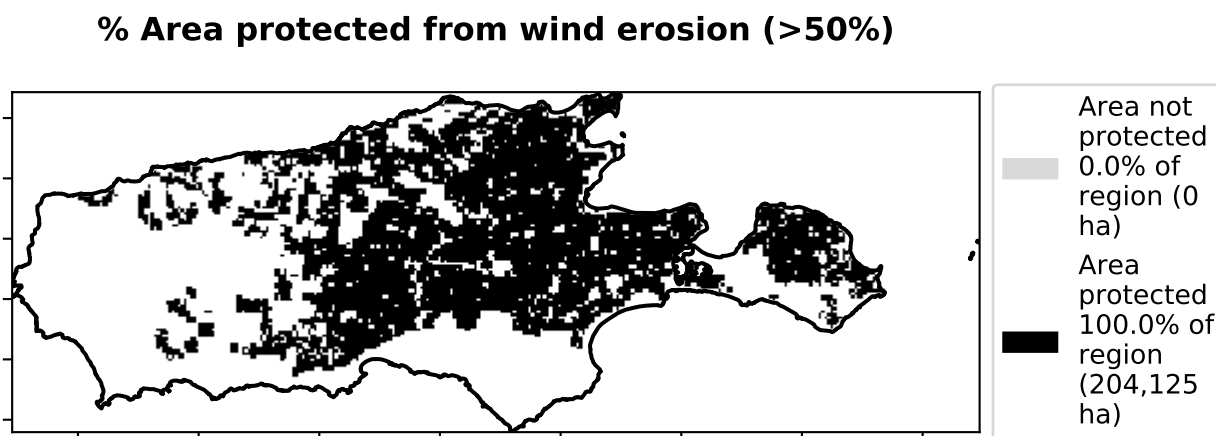 % Area protected from wind erosion (>50%)
Area not
protected
0.0% of
region (0
ha)
Area
protected
100.0% of
region
(204,125
ha)